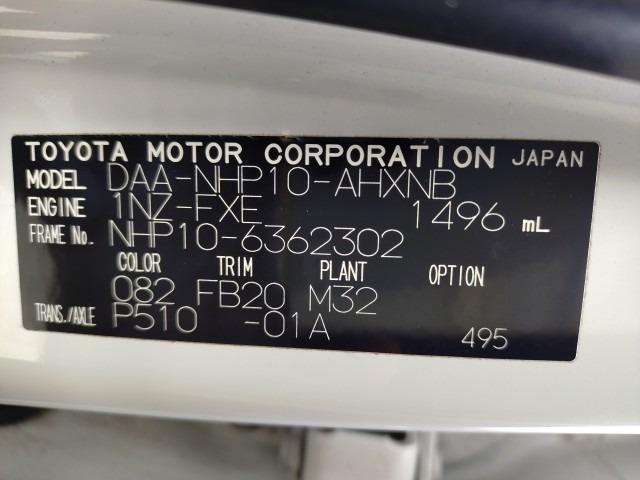 TOYOTA MOTOR CORPORATION JAPAN
MODEL DAA-NHP10-AHXNB
ENGINE 1NZ-FXE 1496 mL
FRAME No. NHP10-6362302
COLOR TRIM PLANT OPTION
082 FB20 M32
TRANS./AXLE P510 -01A 495